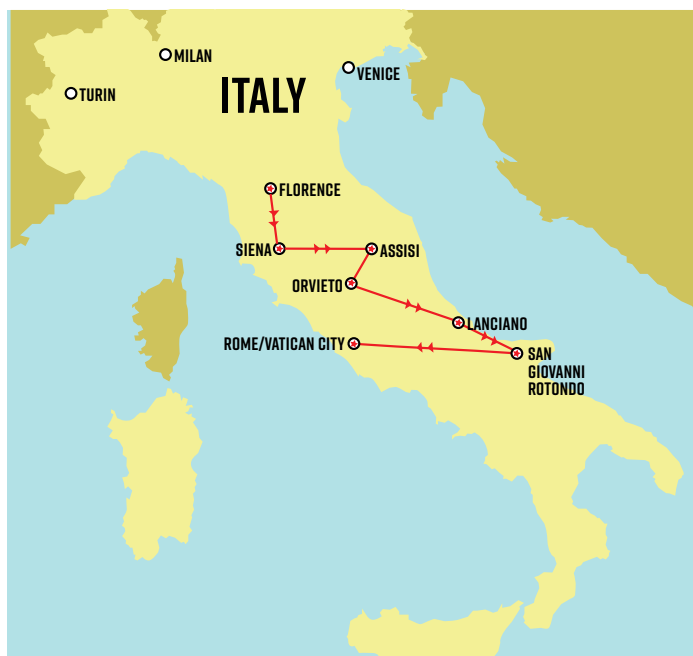 MILAN
VENICE
TURIN
ITALY
FLORENCE
SIENA
ASSISI
ORVIETO
LANCIANO
ROME/VATICAN CITY
SAN
GIOVANNI
ROTONDO